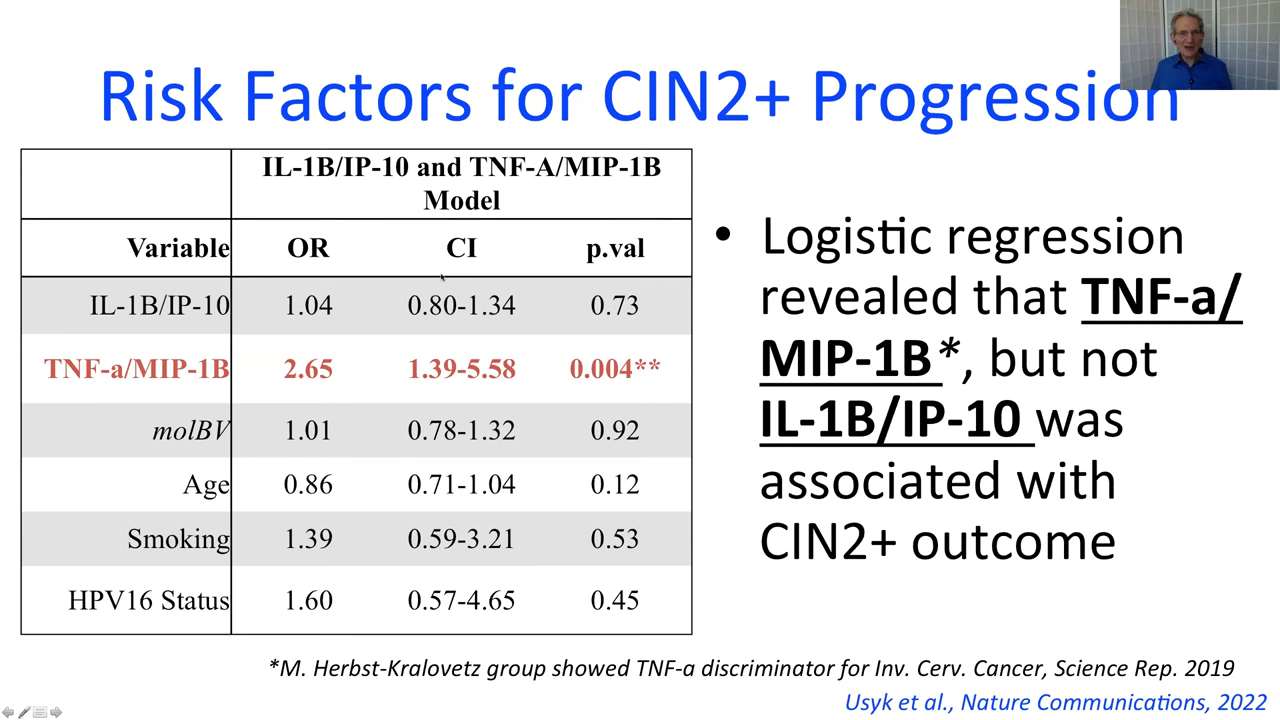 Risk Factors for CIN2+ Progression
IL-1B/IP-10 and TNF-A/MIP-1B
Model
Variable OR CI p.val
IL-1B/IP-10 1.04 0.80-1.34 0.73
TNF-a/MIP-1B 2.65 1.39-5.58 0.004**
molBV 1.01 0.78-1.32 0.92
Age 0.86 0.71-1.04 0.12
Smoking 1.39 0.59-3.21 0.53
HPV16 Status 1.60 0.57-4.65 0.45
• Logistic regression
revealed that TNF-a/
MIP-1B*, but not
IL-1B/IP-10 was
associated with
CIN2+ outcome
*M. Herbst-Kralovetz group showed TNF-a discriminator for Inv. Cerv. Cancer, Science Rep. 2019
Usyk et al., Nature Communications, 2022